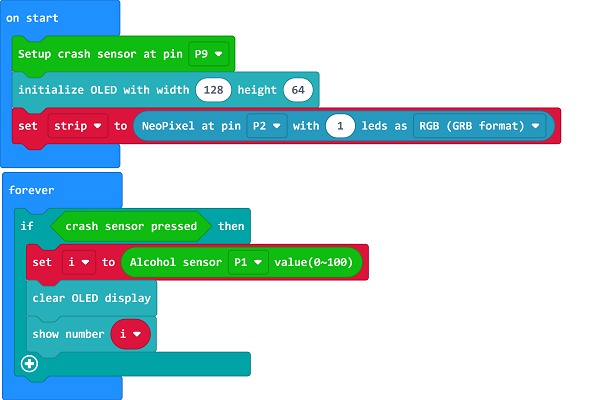 on start
Setup crash sensor at pin P9
initialize OLED with width 128 height 64
set strip to NeoPixel at pin P2 with 1 leds as RGB (GRB format)
forever
if crash sensor pressed then
set i to Alcohol sensor P1 value(0~100)
clear OLED display
show number i